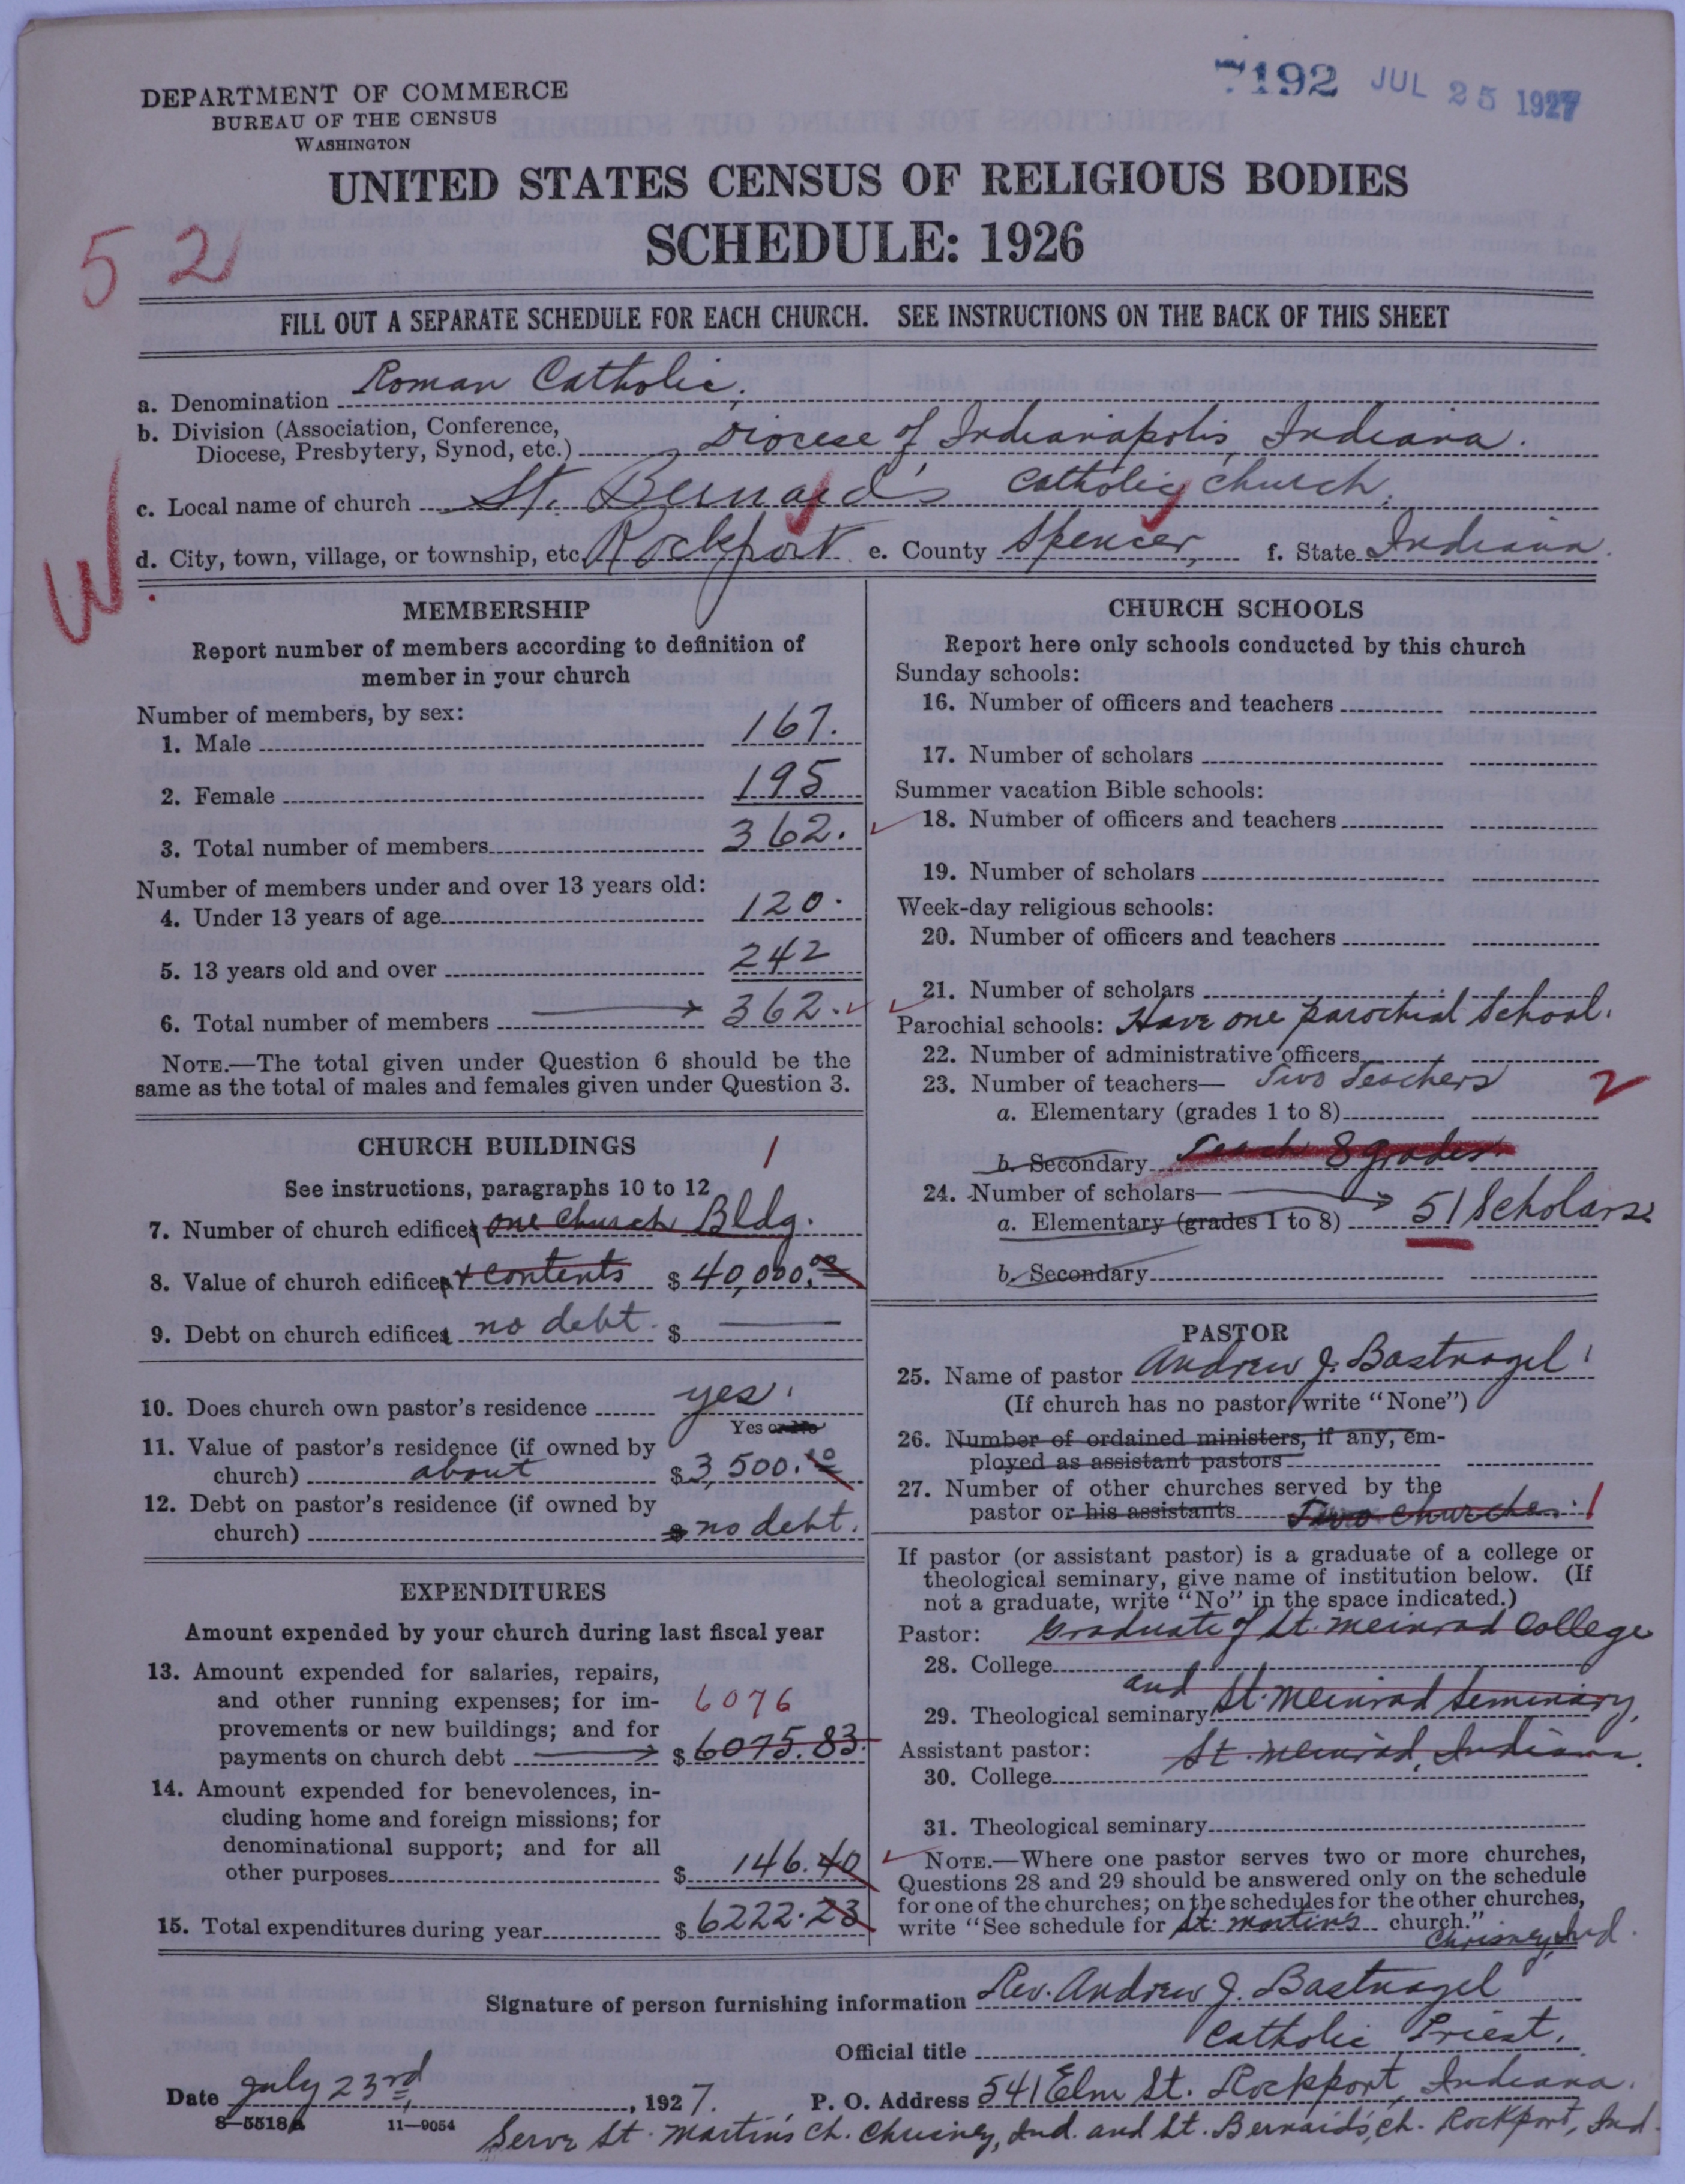 7192 JUL 25 1927
DEPARTMENT OF COMMERCE
BUREAU OF THE CENSUS
WASHINGTON
UNITED STATES CENSUS OF RELIGIOUS BODIES
SCHEDULE: 1926
52
FILL OUT A SEPARATE SCHEDULE FOR EACH CHURCH. SEE INSTRUCTIONS ON THE BACK OF THIS SHEET
a. Denomination Roman Catholic.
b. Division (Association, Conference,
Diocese, Presbytery, Synod, etc.) Diocese of Indianapolis, Indiana.
c. Local name of church St. Bernard's Catholic Church.
d. City, town, village, or township, etc. Rockport e. County Spencer, f. State Indiana.
W
MEMBERSHIP
Report number of members according to definition of
member in your church
Number of members, by sex:
1. Male 167.
2. Female 195
3. Total number of members 362.
Number of members under and over 13 years old:
4. Under 13 years of age 120.
5. 13 years old and over 242
6. Total number of members 362.
NOTE.—The total given under Question 6 should be the
same as the total of males and females given under Question 3.
CHURCH BUILDINGS 1
See instructions, paragraphs 10 to 12
7. Number of church edifices one church Bldg.
8. Value of church edifices + contents $ 40,000.00
9. Debt on church edifices no debt. $
10. Does church own pastor's residence yes.
Yes or No
11. Value of pastor's residence (if owned by
church) about $ 3500.00
12. Debt on pastor's residence (if owned by
church) $ no debt.
EXPENDITURES
Amount expended by your church during last fiscal year
13. Amount expended for salaries, repairs,
and other running expenses; for im- 6076
provements or new buildings; and for
payments on church debt $ 6075.83.
14. Amount expended for benevolences, in-
cluding home and foreign missions; for
denominational support; and for all
other purposes $ 146.40
15. Total expenditures during year $ 6222.23
CHURCH SCHOOLS
Report here only schools conducted by this church
Sunday schools:
16. Number of officers and teachers
17. Number of scholars
Summer vacation Bible schools:
18. Number of officers and teachers
19. Number of scholars
Week-day religious schools:
20. Number of officers and teachers
21. Number of scholars
Parochial schools: Have one parochial School.
22. Number of administrative officers
23. Number of teachers— Two Teachers 2
a. Elementary (grades 1 to 8)
b. Secondary Teach 8 grades
24. Number of scholars—
a. Elementary (grades 1 to 8) 51 Scholars
b. Secondary
PASTOR
25. Name of pastor Andrew J. Bastnagel
(If church has no pastor, write "None")
26. Number of ordained ministers, if any, em-
ployed as assistant pastors
27. Number of other churches served by the
pastor or his assistants Two churches. 1
If pastor (or assistant pastor) is a graduate of a college or
theological seminary, give name of institution below. (If
not a graduate, write "No" in the space indicated.)
Pastor: Graduate of St. Meinrad College
28. College
and St. Meinrad Seminary,
29. Theological seminary
Assistant pastor: St. Meinrad, Indiana.
30. College
31. Theological seminary
NOTE.—Where one pastor serves two or more churches,
Questions 28 and 29 should be answered only on the schedule
for one of the churches; on the schedules for the other churches,
write "See schedule for St. Martin's church."
Chrisney, Ind.
Signature of person furnishing information Rev. Andrew J. Bastnagel
Official title Catholic Priest.
Date July 23rd, 1927. P. O. Address 541 Elm St. Rockport, Indiana.
8-5518a 11-9054
Serve St. Martin's Ch. Chrisney, Ind. and St. Bernard's, Ch. Rockport, Ind.